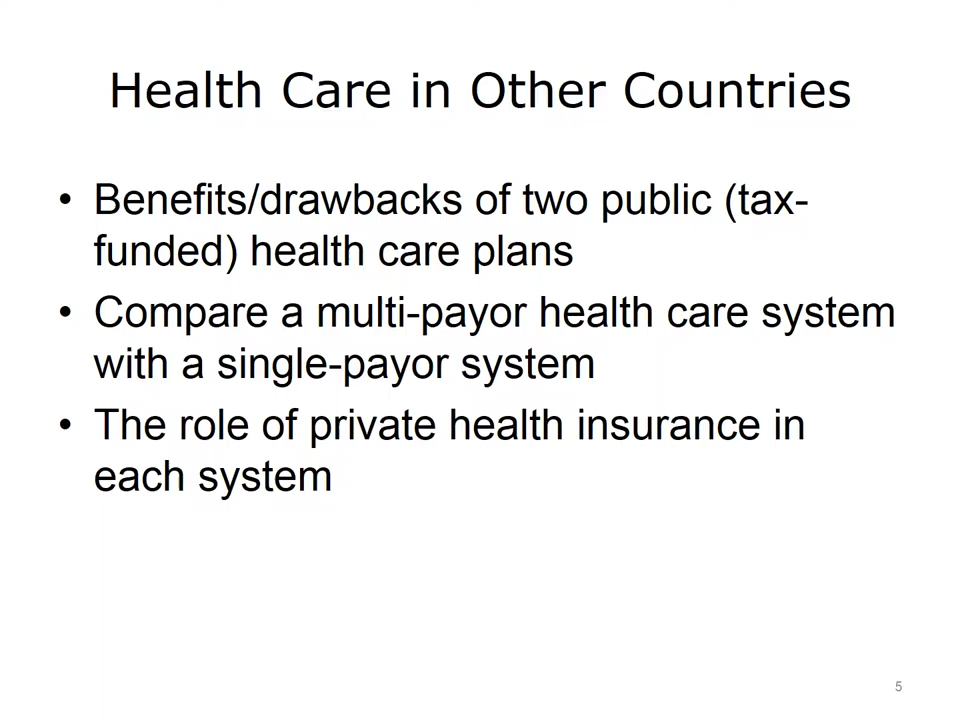 Health Care in Other Countries
• Benefits/drawbacks of two public (tax-
funded) health care plans
• Compare a multi-payor health care system
with a single-payor system
• The role of private health insurance in
each system
5